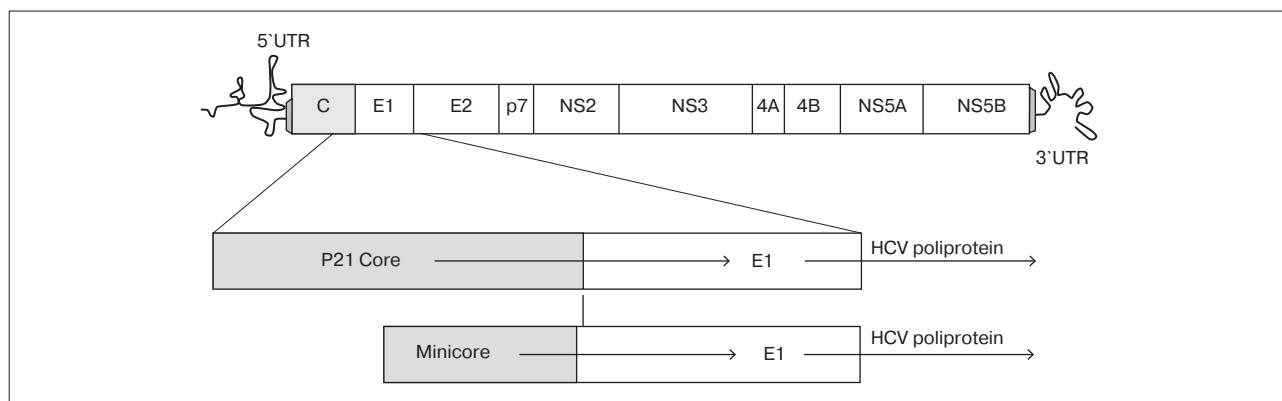 5`UTR
C E1 E2 p7 NS2 NS3 4A 4B NS5A NS5B
3`UTR
P21 Core E1 HCV poliprotein
Minicore E1 HCV poliprotein